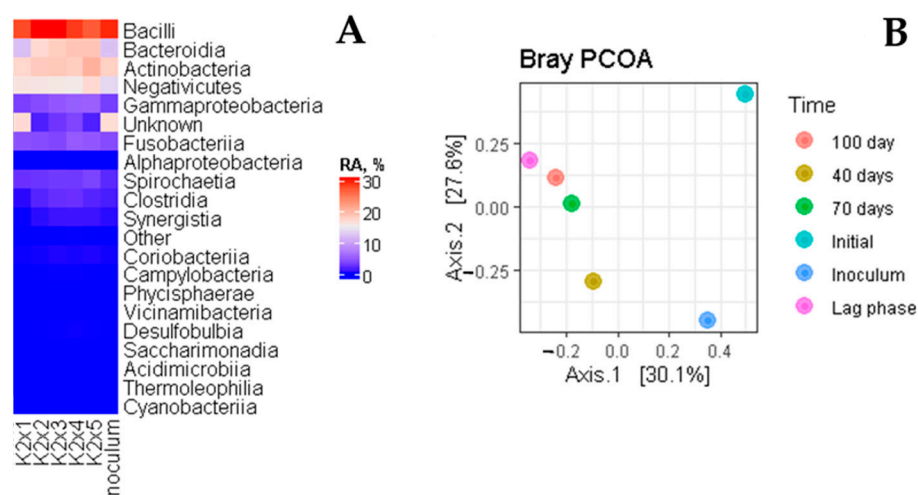 A
Bacilli
Bacteroidia
Actinobacteria
Negativicutes
Gammaproteobacteria
Unknown
Fusobacteriia
Alphaproteobacteria
Spirochaetia
Clostridia
Synergistia
Other
Coriobacteriia
Campylobacteria
Phycisphaerae
Vicinamibacteria
Desulfobulbia
Saccharimonadia
Acidimicrobiia
Thermoleophilia
Cyanobacteriia
K2x1
K2x2
K2x3
K2x4
K2x5
noculum
RA, %
30
20
10
0
B
Bray PCOA
Axis.2 [27.6%]
0.25
0.00
−0.25
−0.2 0.0 0.2 0.4
Axis.1 [30.1%]
Time
100 day
40 days
70 days
Initial
Inoculum
Lag phase